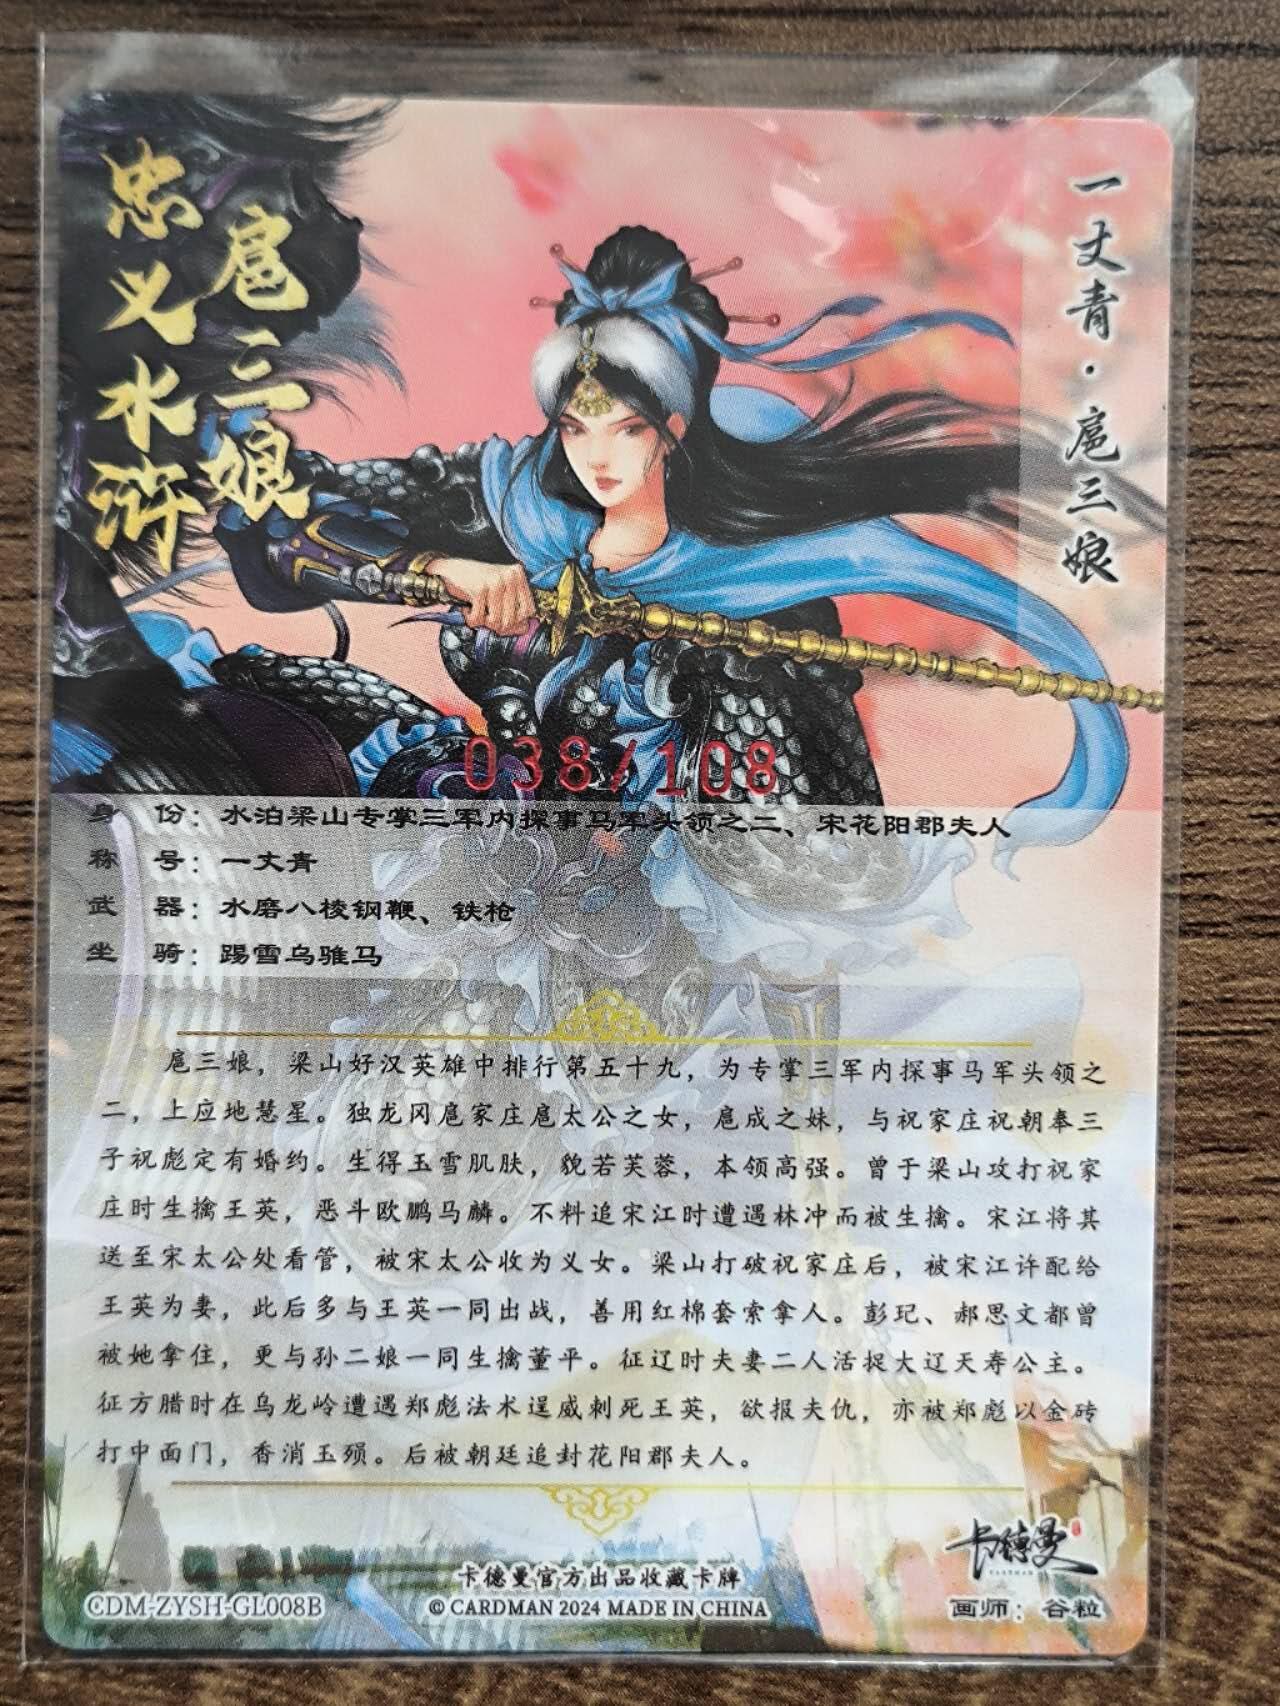 忠义水浒
扈三娘
一丈青·扈三娘
038/108
身 份：水泊梁山专掌三军内探事马军头领之二、宋花阳郡夫人
称 号：一丈青
武 器：水磨八棱钢鞭、铁枪
坐 骑：踢雪乌骓马
扈三娘，梁山好汉英雄中排行第五十九，为专掌三军内探事马军头领之
二，上应地慧星。独龙冈扈家庄扈太公之女，扈成之妹，与祝家庄祝朝奉三
子祝彪定有婚约。生得玉雪肌肤，貌若芙蓉，本领高强。曾于梁山攻打祝家
庄时生擒王英，恶斗欧鹏马麟。不料追宋江时遭遇林冲而被生擒。宋江将其
送至宋太公处看管，被宋太公收为义女。梁山打破祝家庄后，被宋江许配给
王英为妻，此后多与王英一同出战，善用红棉套索拿人。彭玘、郝思文都曾
被她拿住，更与孙二娘一同生擒董平。征辽时夫妻二人活捉大辽天寿公主。
征方腊时在乌龙岭遭遇郑彪法术逞威刺死王英，欲报夫仇，亦被郑彪以金砖
打中面门，香消玉殒。后被朝廷追封花阳郡夫人。
卡德曼
CARDMAN
卡德曼官方出品收藏卡牌
CDM-ZYSH-GL008B
© CARDMAN 2024 MADE IN CHINA
画师：谷粒